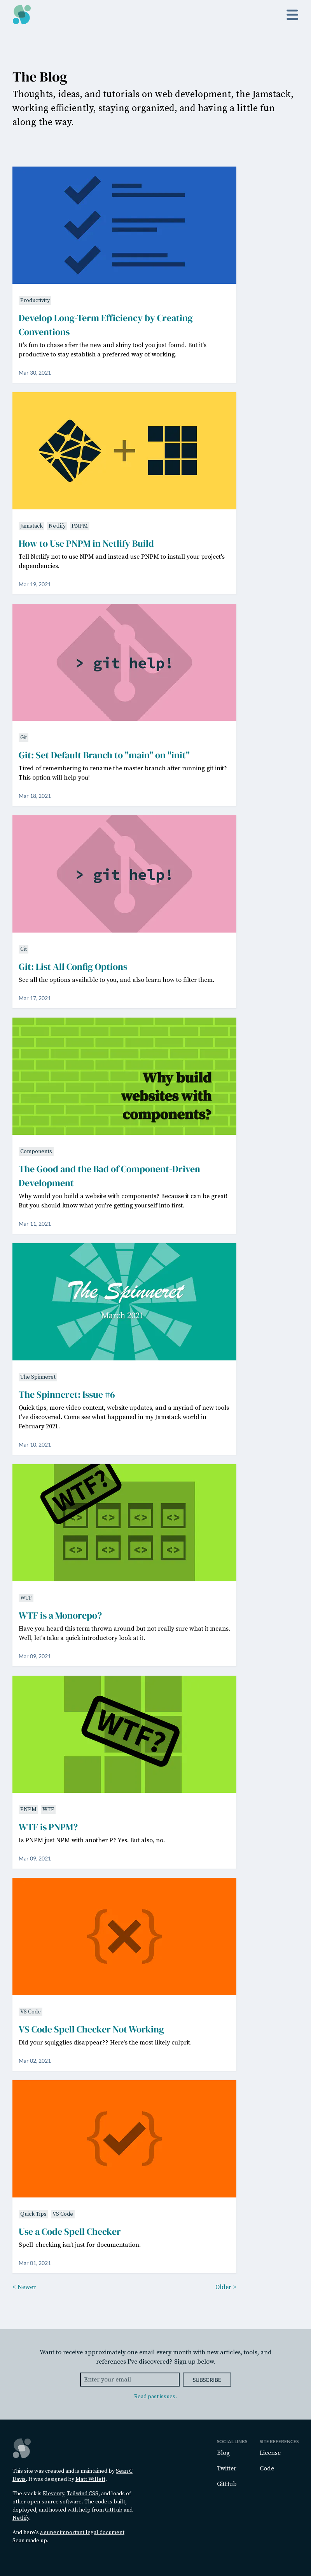 The Blog
Thoughts, ideas, and tutorials on web development, the Jamstack,
working efficiently, staying organized, and having a little fun
along the way.
Productivity
Develop Long-Term Efficiency by Creating
Conventions
It's fun to chase after the new and shiny tool you just found. But it's
productive to stay establish a preferred way of working.
Mar 30, 2021
Jamstack Netlify PNPM
How to Use PNPM in Netlify Build
Tell Netlify not to use NPM and instead use PNPM to install your project's
dependencies.
Mar 19, 2021
> git help!
Git
Git: Set Default Branch to "main" on "init"
Tired of remembering to rename the master branch after running git init?
This option will help you!
Mar 18, 2021
> git help!
Git
Git: List All Config Options
See all the options available to you, and also learn how to filter them.
Mar 17, 2021
Why build
websites with
components?
Components
The Good and the Bad of Component-Driven
Development
Why would you build a website with components? Because it can be great!
But you should know what you're getting yourself into first.
Mar 11, 2021
The Spinneret
March 2021
The Spinneret
The Spinneret: Issue #6
Quick tips, more video content, website updates, and a myriad of new tools
I've discovered. Come see what happened in my Jamstack world in
February 2021.
Mar 10, 2021
WTF?
<> <> <> <>
<> <> <> <>
WTF
WTF is a Monorepo?
Have you heard this term thrown around but not really sure what it means.
Well, let's take a quick introductory look at it.
Mar 09, 2021
WTF?
PNPM WTF
WTF is PNPM?
Is PNPM just NPM with another P? Yes. But also, no.
Mar 09, 2021
{ }
VS Code
VS Code Spell Checker Not Working
Did your squigglies disappear?? Here's the most likely culprit.
Mar 02, 2021
{ }
Quick Tips VS Code
Use a Code Spell Checker
Spell-checking isn't just for documentation.
Mar 01, 2021
< Newer Older >
Want to receive approximately one email every month with new articles, tools, and
references I've discovered? Sign up below.
Enter your email SUBSCRIBE
Read past issues.
This site was created and is maintained by Sean C
Davis. It was designed by Matt Willett.
The stack is Eleventy, Tailwind CSS, and loads of
other open-source software. The code is built,
deployed, and hosted with help from GitHub and
Netlify.
And here's a super important legal document
Sean made up.
SOCIAL LINKS
Blog
Twitter
GitHub
SITE REFERENCES
License
Code